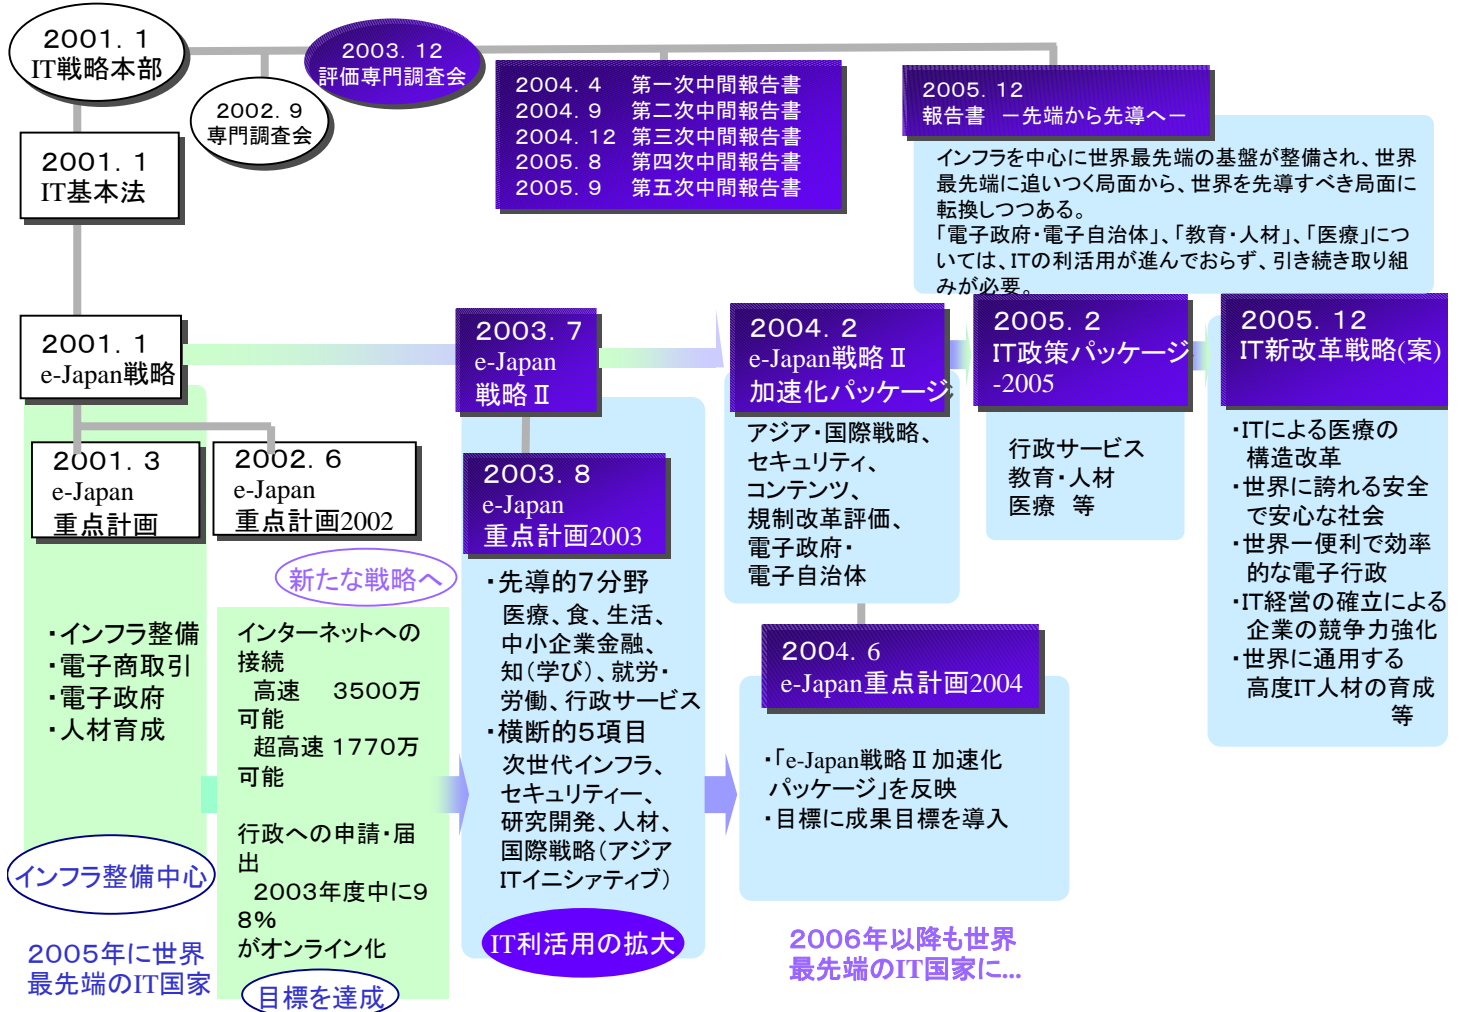 2001. 1
IT戦略本部
2002. 9
専門調査会
2003. 12
評価専門調査会
2004. 4 第一次中間報告書
2004. 9 第二次中間報告書
2004. 12 第三次中間報告書
2005. 8 第四次中間報告書
2005. 9 第五次中間報告書
2005. 12
報告書 －先端から先導へ－
インフラを中心に世界最先端の基盤が整備され、世界
最先端に追いつく局面から、世界を先導すべき局面に
転換しつつある。
「電子政府・電子自治体」、「教育・人材」、「医療」につ
いては、ITの利活用が進んでおらず、引き続き取り組
みが必要。
2001. 1
IT基本法
2001. 1
e-Japan戦略
2003. 7
e-Japan
戦略Ⅱ
2004. 2
e-Japan戦略Ⅱ
加速化パッケージ
2005. 2
IT政策パッケージ
-2005
2005. 12
IT新改革戦略(案)
2001. 3
e-Japan
重点計画
2002. 6
e-Japan
重点計画2002
2003. 8
e-Japan
重点計画2003
アジア・国際戦略、
セキュリティ、
コンテンツ、
規制改革評価、
電子政府・
電子自治体
行政サービス
教育・人材
医療 等
・ITによる医療の
構造改革
・世界に誇れる安全
で安心な社会
・世界一便利で効率
的な電子行政
・IT経営の確立による
企業の競争力強化
・世界に通用する
高度IT人材の育成
等
新たな戦略へ
・インフラ整備
・電子商取引
・電子政府
・人材育成
インターネットへの
接続
高速 3500万
可能
超高速 1770万
可能
行政への申請・届
出
2003年度中に9
8%
がオンライン化
・先導的7分野
医療、食、生活、
中小企業金融、
知(学び)、就労・
労働、行政サービス
・横断的5項目
次世代インフラ、
セキュリティー、
研究開発、人材、
国際戦略(アジア
ITイニシァティブ)
2004. 6
e-Japan重点計画2004
・「e-Japan戦略Ⅱ加速化
パッケージ」を反映
・目標に成果目標を導入
インフラ整備中心
2005年に世界
最先端のIT国家
目標を達成
IT利活用の拡大
2006年以降も世界
最先端のIT国家に...